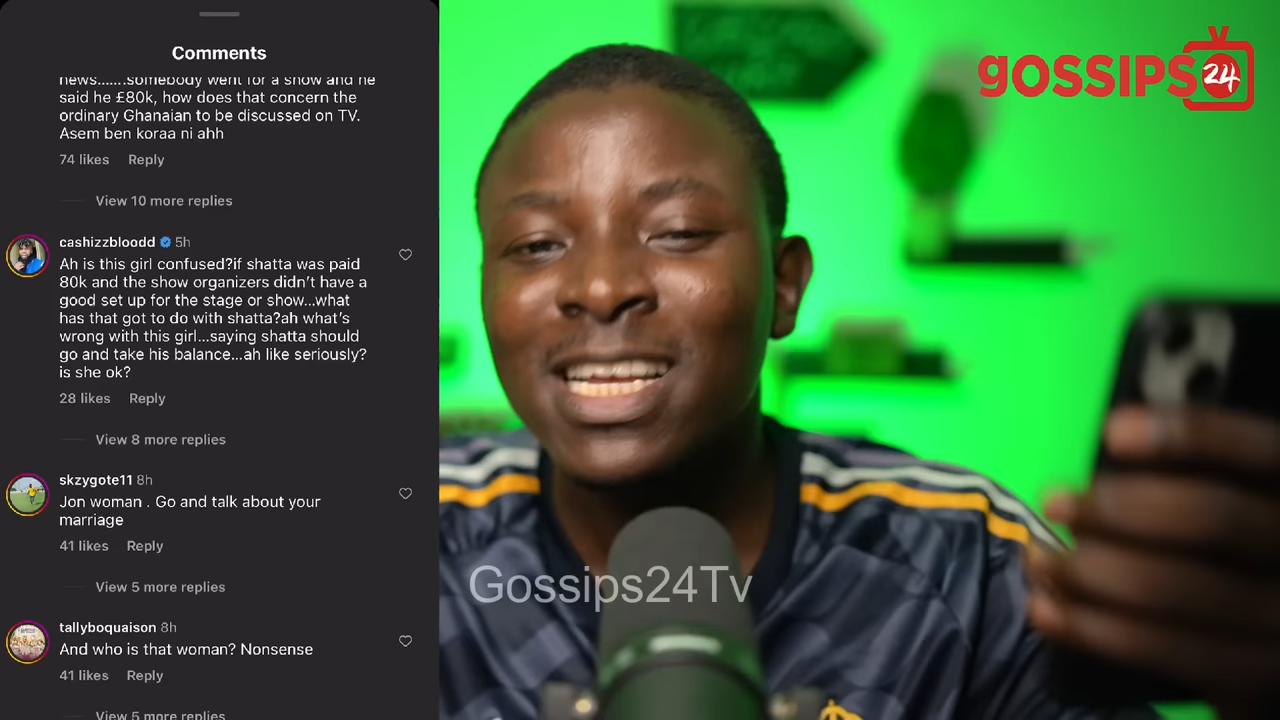 Comments
news.......somebody went for a show and he
said he £80k, how does that concern the
ordinary Ghanaian to be discussed on TV.
Asem ben koraa ni ahh
74 likes Reply
View 10 more replies
cashizzbloodd 5h
Ah is this girl confused?if shatta was paid
80k and the show organizers didn't have a
good set up for the stage or show...what
has that got to do with shatta?ah what's
wrong with this girl...saying shatta should
go and take his balance...ah like seriously?
is she ok?
28 likes Reply
View 8 more replies
skzygote11 8h
Jon woman . Go and talk about your
marriage
41 likes Reply
View 5 more replies
tallyboquaison 8h
And who is that woman? Nonsense
41 likes Reply
View 5 more replies
gOSSIPS 24
Gossips24Tv